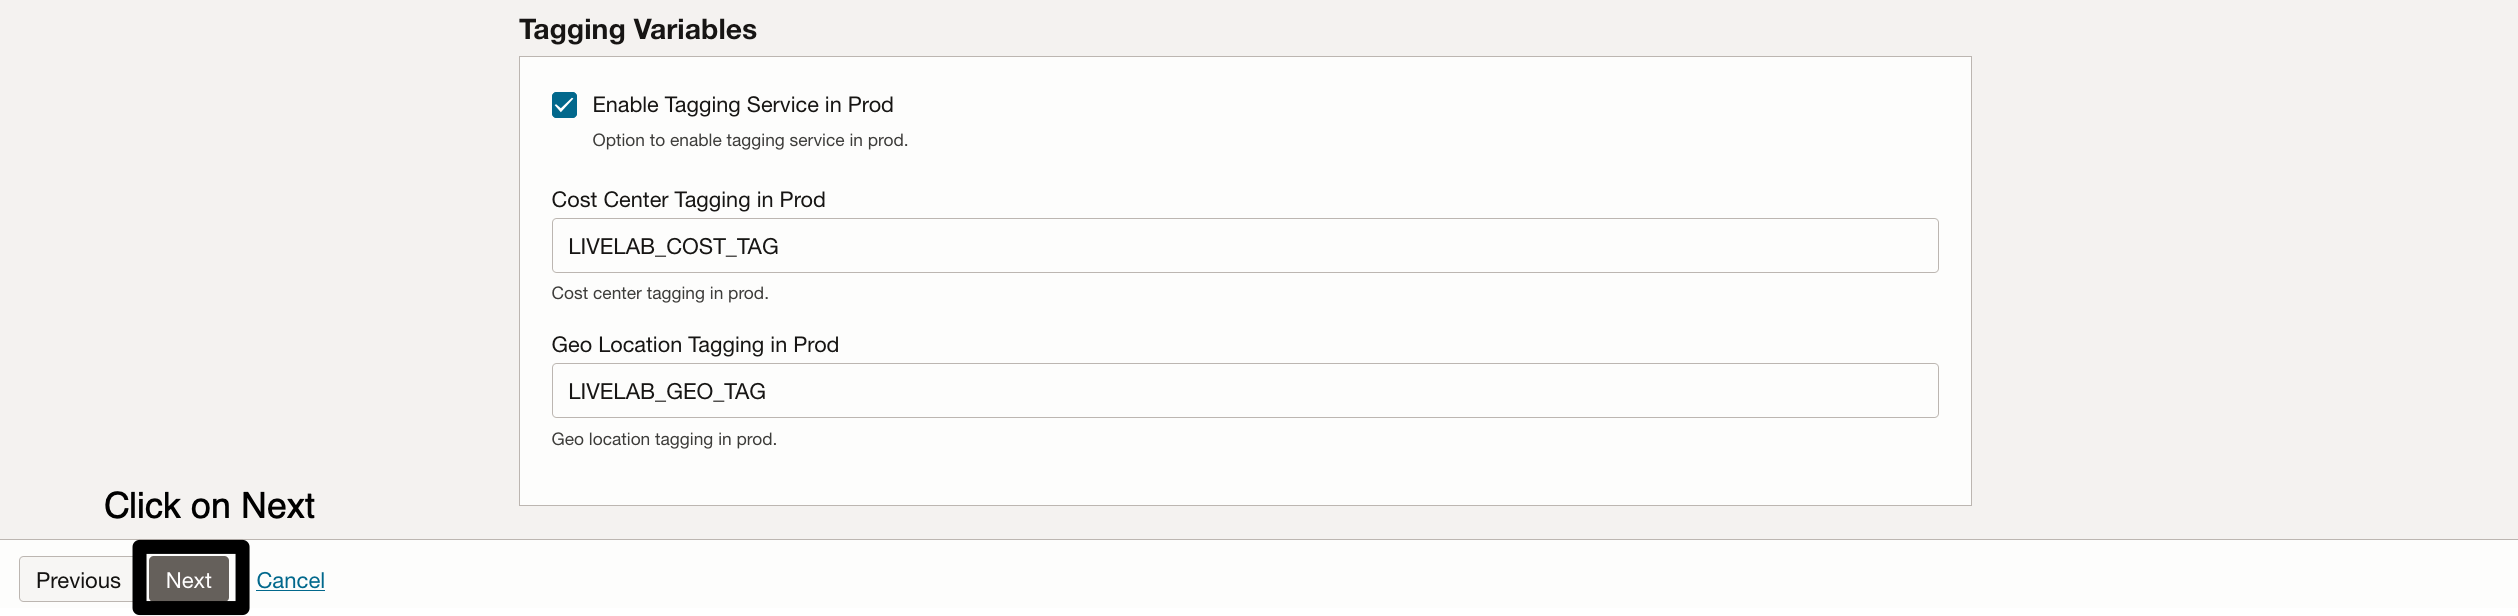 Tagging Variables
Enable Tagging Service in Prod
Option to enable tagging service in prod.
Cost Center Tagging in Prod
LIVELAB_COST_TAG
Cost center tagging in prod.
Geo Location Tagging in Prod
LIVELAB_GEO_TAG
Geo location tagging in prod.
Click on Next
Previous Next Cancel